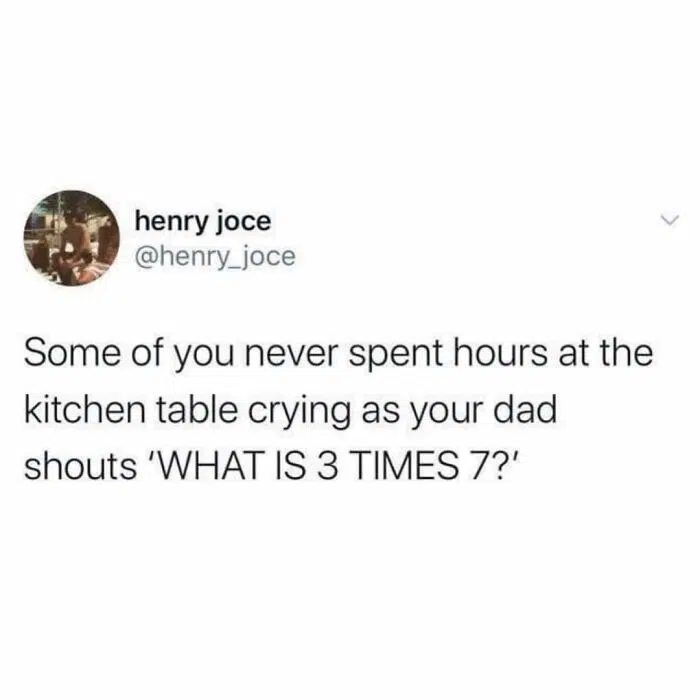 henry joce
@henry_joce
Some of you never spent hours at the
kitchen table crying as your dad
shouts 'WHAT IS 3 TIMES 7?'